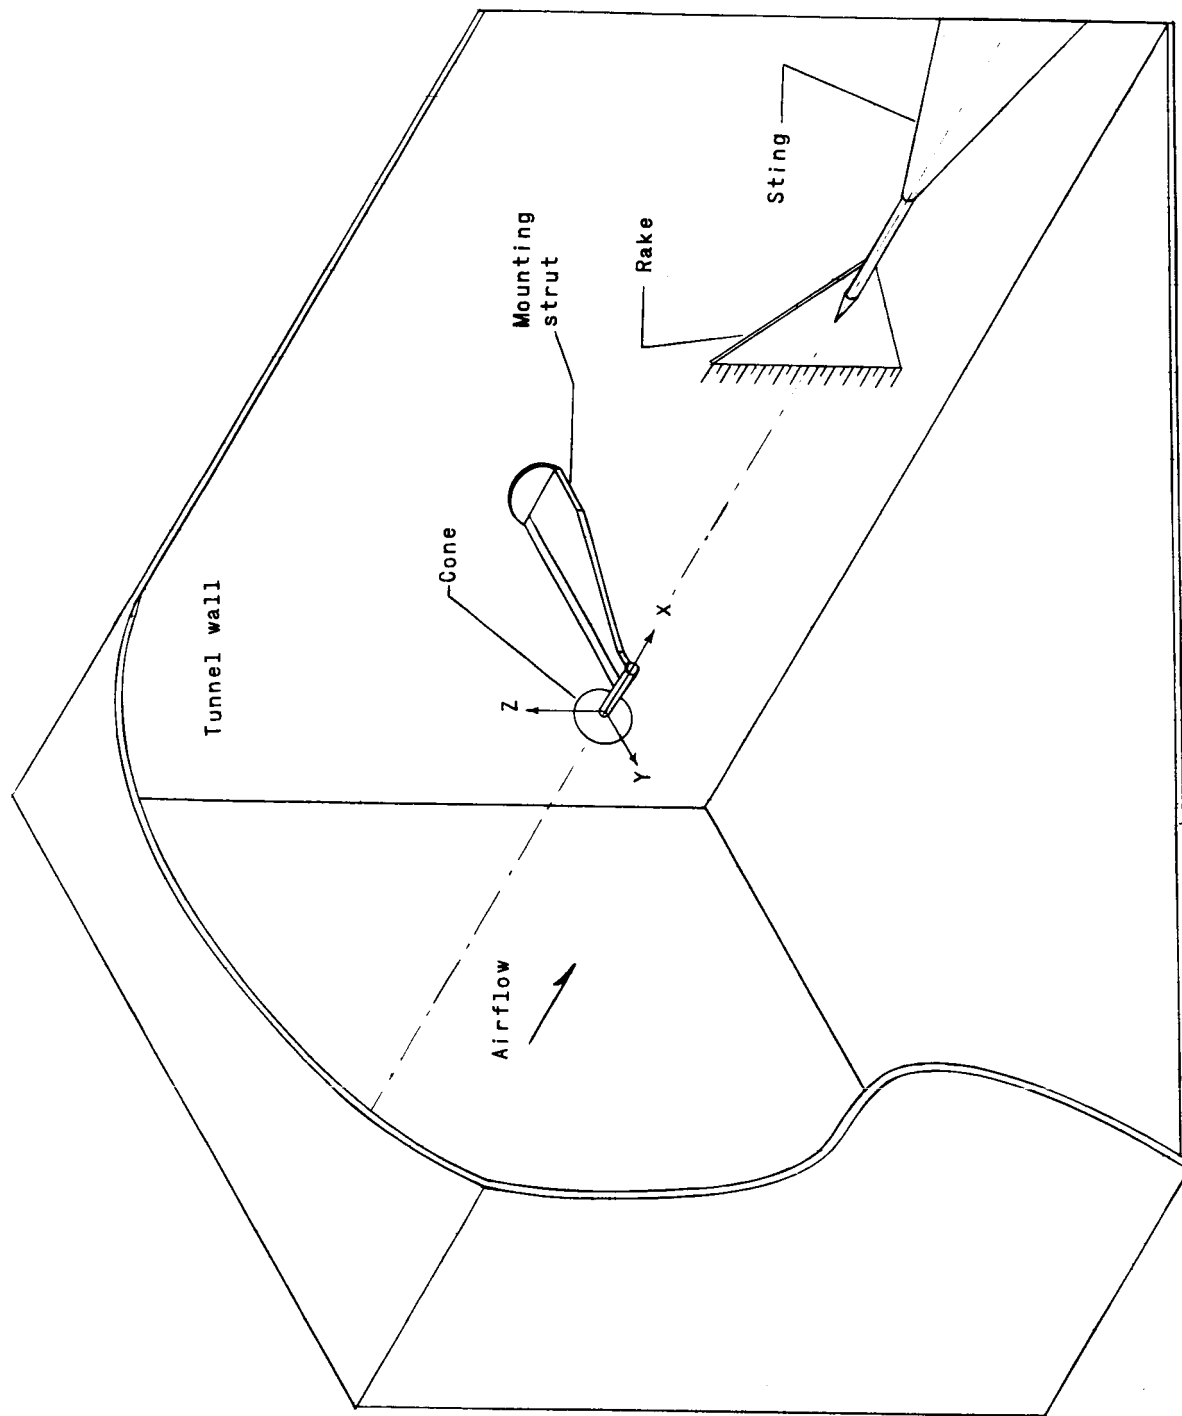 Tunnel wall
Cone
Mounting
strut
Rake
Sting
Z
Y
X
Airflow